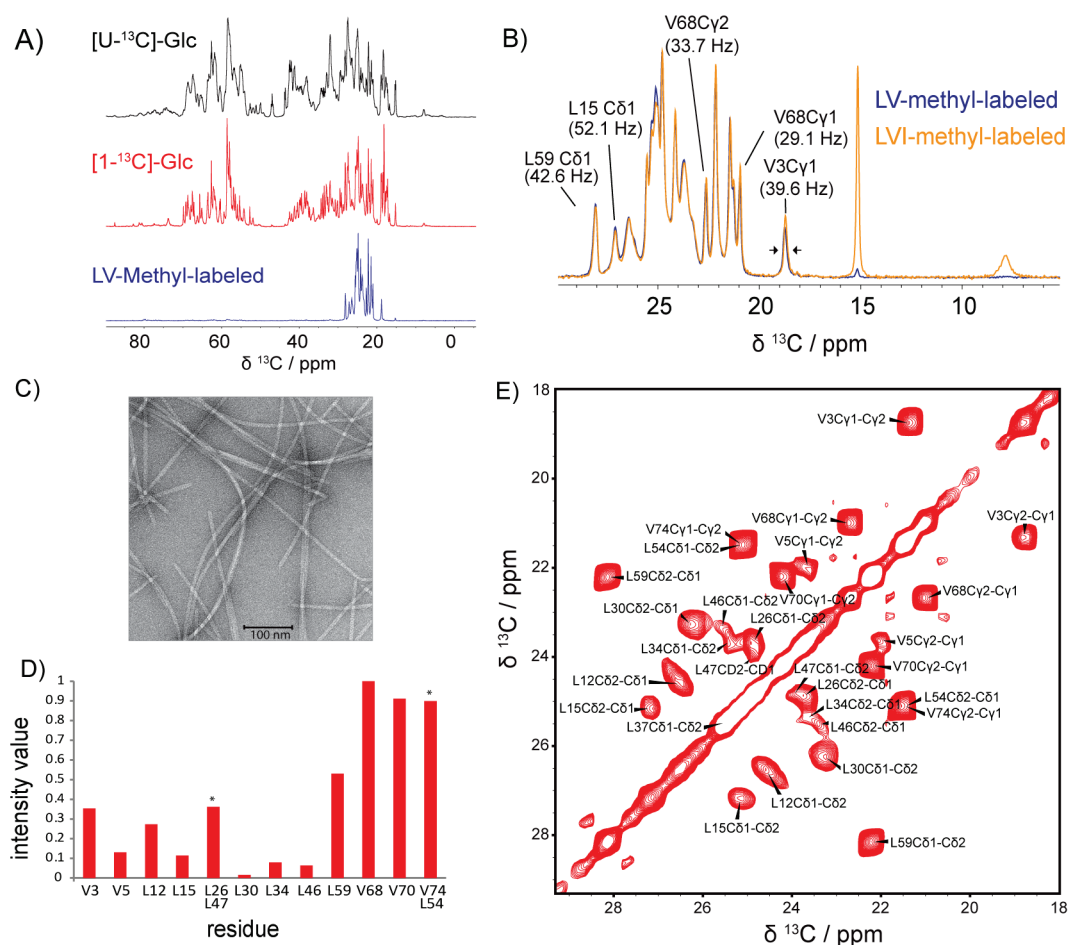 A)
[U-¹³C]-Glc
[1-¹³C]-Glc
LV-Methyl-labeled
80 60 40 20 0
δ ¹³C / ppm
B)
V68Cγ2
(33.7 Hz)
LV-methyl-labeled
LVI-methyl-labeled
L15 Cδ1
(52.1 Hz)
V68Cγ1
(29.1 Hz)
L59 Cδ1
(42.6 Hz)
V3Cγ1
(39.6 Hz)
25 20 15 10
δ ¹³C / ppm
C)
100 nm
D)
intensity value
1
0.9
0.8
0.7
0.6
0.5
0.4
0.3
0.2
0.1
0
* *
V3 V5 L12 L15 L26 L30 L34 L46 L59 V68 V70 V74
L47 L54
residue
E)
18
20
22
24
26
28
δ ¹³C / ppm
V3Cγ1-Cγ2
V3Cγ2-Cγ1
V68Cγ1-Cγ2
V74Cγ1-Cγ2
V5Cγ1-Cγ2
L54Cδ1-Cδ2
L59Cδ2-Cδ1
V68Cγ2-Cγ1
L46Cδ1-Cδ2
V70Cγ1-Cγ2
L30Cδ2-Cδ1
L26Cδ1-Cδ2
V5Cγ2-Cγ1
L34Cδ1-Cδ2
L47CD2-CD1
L47Cδ1-Cδ2
V70Cγ2-Cγ1
L12Cδ2-Cδ1
L26Cδ2-Cδ1
L54Cδ2-Cδ1
L15Cδ2-Cδ1
L34Cδ2-Cδ1
V74Cγ2-Cγ1
L37Cδ1-Cδ2
L46Cδ2-Cδ1
L30Cδ1-Cδ2
L12Cδ1-Cδ2
L15Cδ1-Cδ2
L59Cδ1-Cδ2
28 26 24 22 20 18
δ ¹³C / ppm